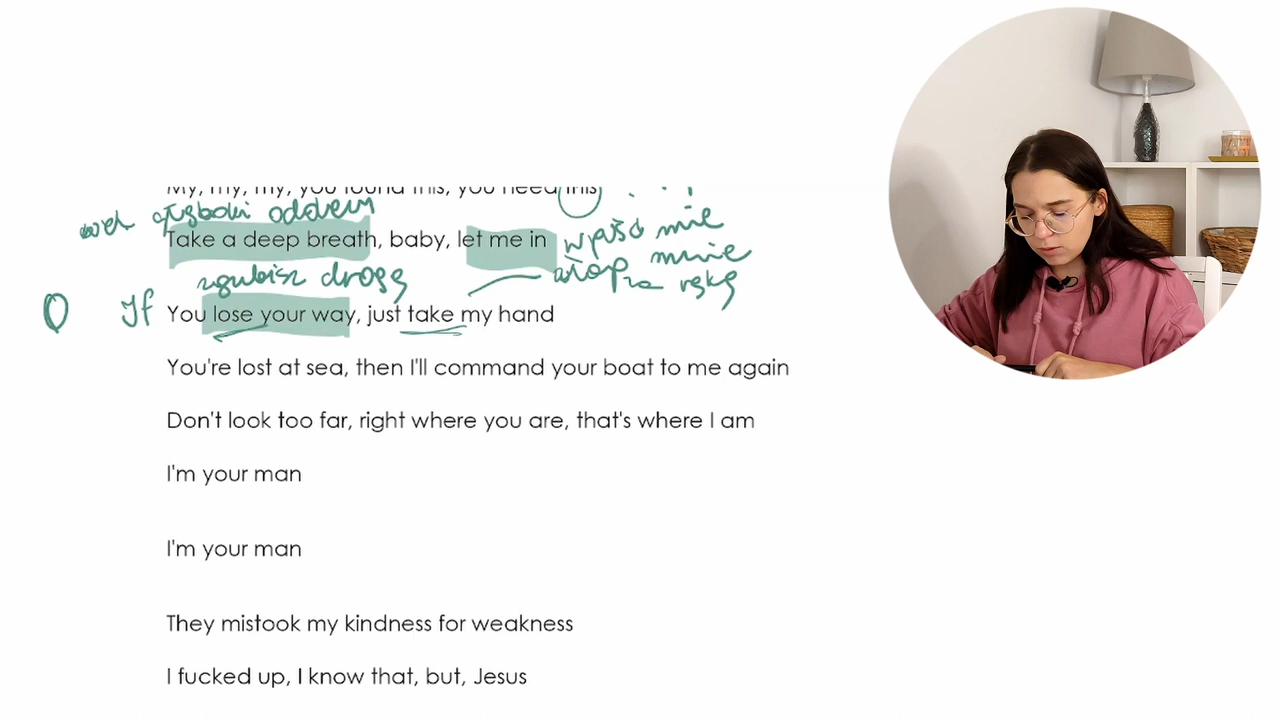 My, my, my, you found this, you need this
weź głęboki oddech
Take a deep breath, baby, let me in wpuść mnie
zgubisz drogę
złap mnie za rękę
0 If You lose your way, just take my hand
You're lost at sea, then I'll command your boat to me again
Don't look too far, right where you are, that's where I am
I'm your man
I'm your man
They mistook my kindness for weakness
I fucked up, I know that, but, Jesus